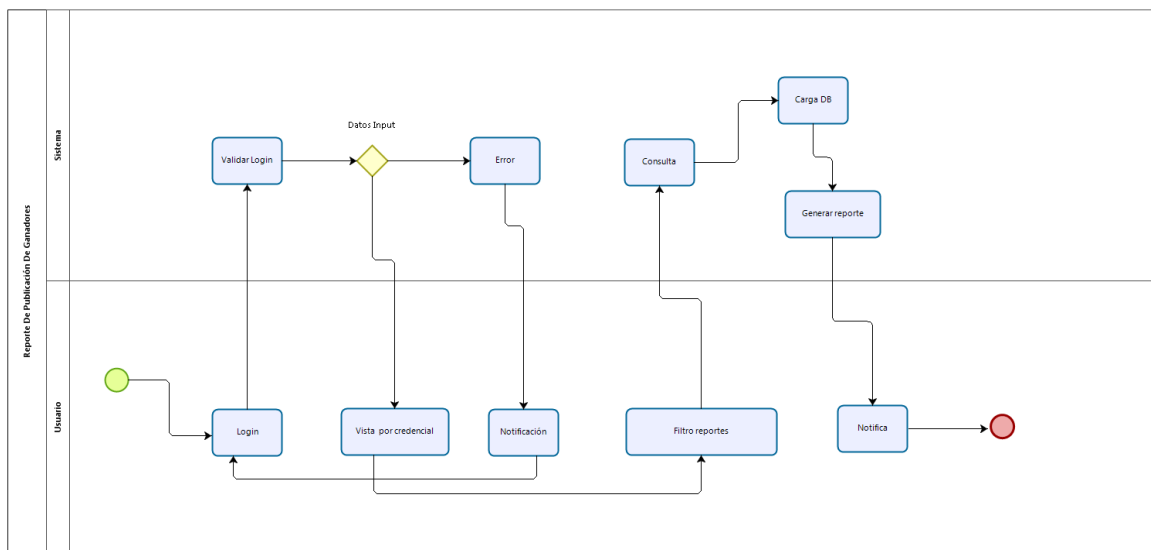 Reporte De Publicación De Ganadores
Sistema
Carga DB
Datos Input
Validar Login
Error
Consulta
Generar reporte
Usuario
Login
Vista por credencial
Notificación
Filtro reportes
Notifica